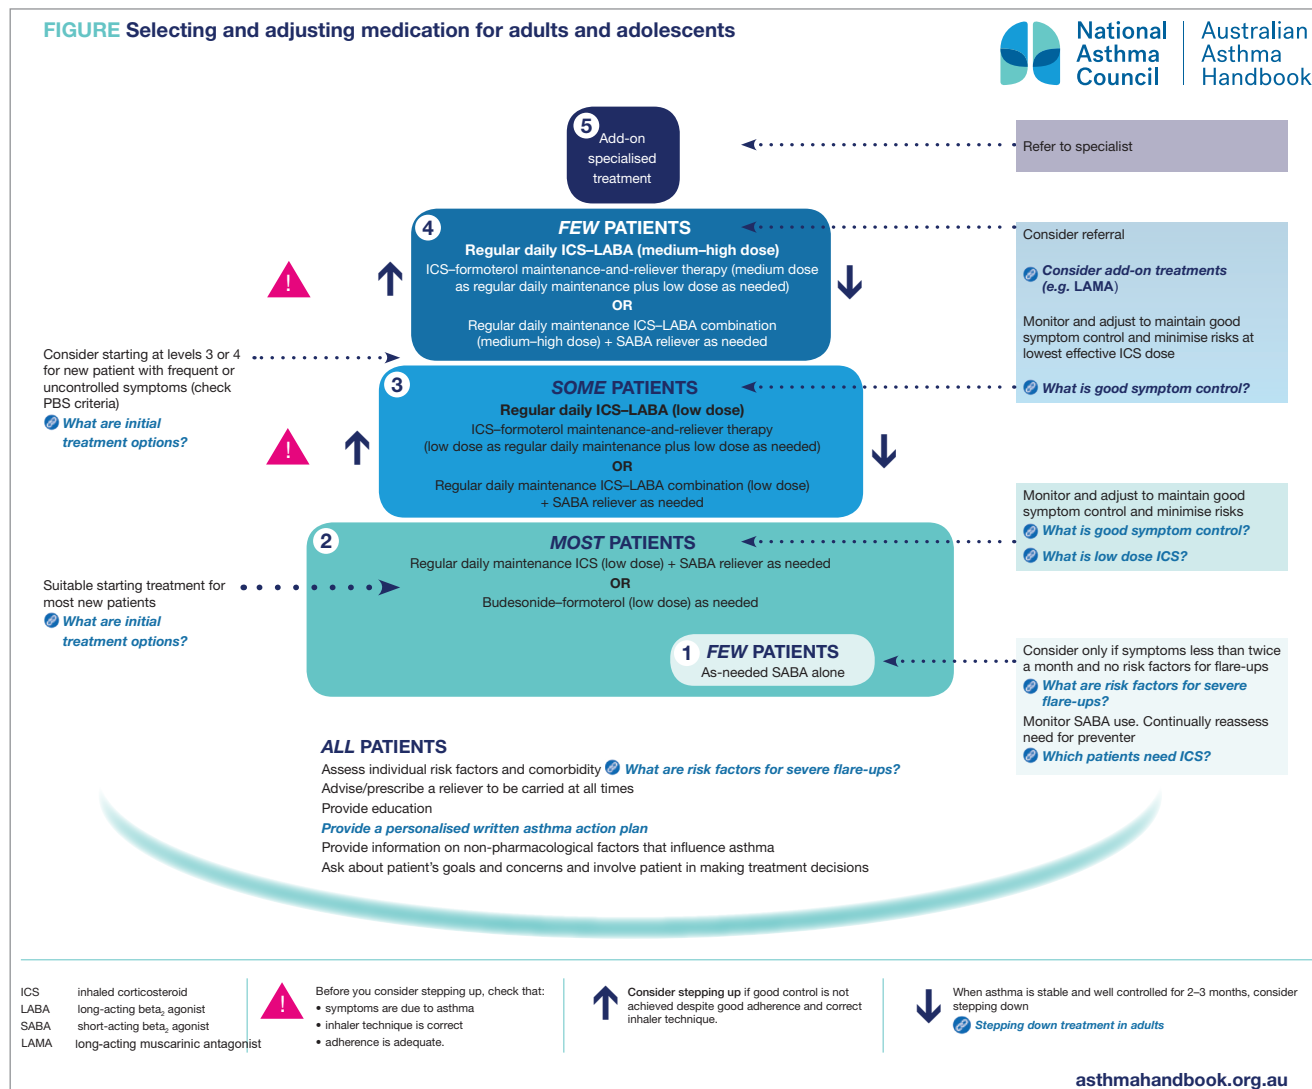 FIGURE Selecting and adjusting medication for adults and adolescents
National
Asthma
Council
Australian
Asthma
Handbook
5
Add-on
specialised
treatment
Refer to specialist
4
FEW PATIENTS
Regular daily ICS–LABA (medium–high dose)
ICS–formoterol maintenance-and-reliever therapy (medium dose
as regular daily maintenance plus low dose as needed)
OR
Regular daily maintenance ICS–LABA combination
(medium–high dose) + SABA reliever as needed
!
Consider referral
Consider add-on treatments
(e.g. LAMA)
Monitor and adjust to maintain good
symptom control and minimise risks at
lowest effective ICS dose
What is good symptom control?
Consider starting at levels 3 or 4
for new patient with frequent or
uncontrolled symptoms (check
PBS criteria)
What are initial
treatment options?
!
3
SOME PATIENTS
Regular daily ICS–LABA (low dose)
ICS–formoterol maintenance-and-reliever therapy
(low dose as regular daily maintenance plus low dose as needed)
OR
Regular daily maintenance ICS–LABA combination (low dose)
+ SABA reliever as needed
Monitor and adjust to maintain good
symptom control and minimise risks
What is good symptom control?
What is low dose ICS?
2
MOST PATIENTS
Regular daily maintenance ICS (low dose) + SABA reliever as needed
OR
Budesonide–formoterol (low dose) as needed
Suitable starting treatment for
most new patients
What are initial
treatment options?
1
FEW PATIENTS
As-needed SABA alone
Consider only if symptoms less than twice
a month and no risk factors for flare-ups
What are risk factors for severe
flare-ups?
Monitor SABA use. Continually reassess
need for preventer
Which patients need ICS?
ALL PATIENTS
Assess individual risk factors and comorbidity What are risk factors for severe flare-ups?
Advise/prescribe a reliever to be carried at all times
Provide education
Provide a personalised written asthma action plan
Provide information on non-pharmacological factors that influence asthma
Ask about patient's goals and concerns and involve patient in making treatment decisions
ICS inhaled corticosteroid
LABA long-acting beta₂ agonist
SABA short-acting beta₂ agonist
LAMA long-acting muscarinic antagonist
!
Before you consider stepping up, check that:
• symptoms are due to asthma
• inhaler technique is correct
• adherence is adequate.
Consider stepping up if good control is not
achieved despite good adherence and correct
inhaler technique.
When asthma is stable and well controlled for 2–3 months, consider
stepping down
Stepping down treatment in adults
asthmahandbook.org.au